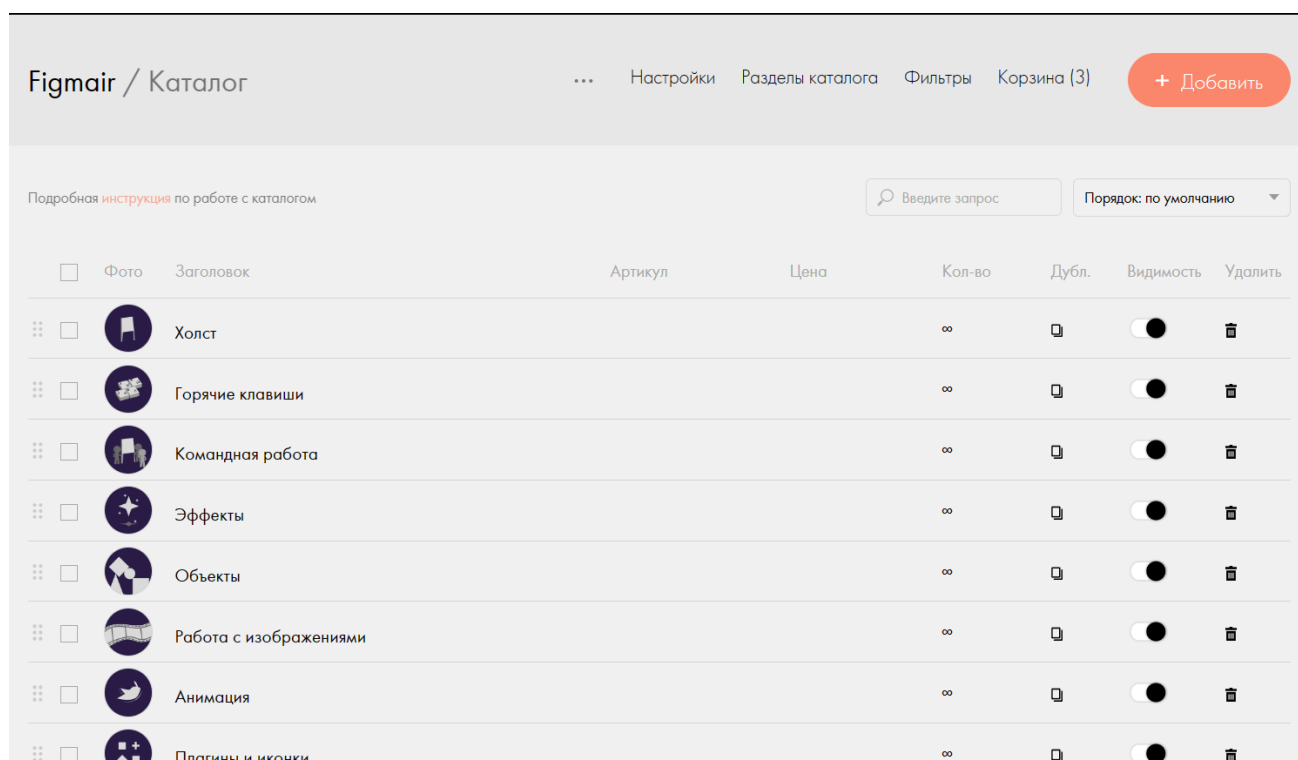 Figmair / Каталог
... Настройки Разделы каталога Фильтры Корзина (3) + Добавить
Подробная инструкция по работе с каталогом Введите запрос Порядок: по умолчанию
Фото Заголовок Артикул Цена Кол-во Дубл. Видимость Удалить
Холст ∞
Горячие клавиши ∞
Командная работа ∞
Эффекты ∞
Объекты ∞
Работа с изображениями ∞
Анимация ∞
Плагины и иконки ∞